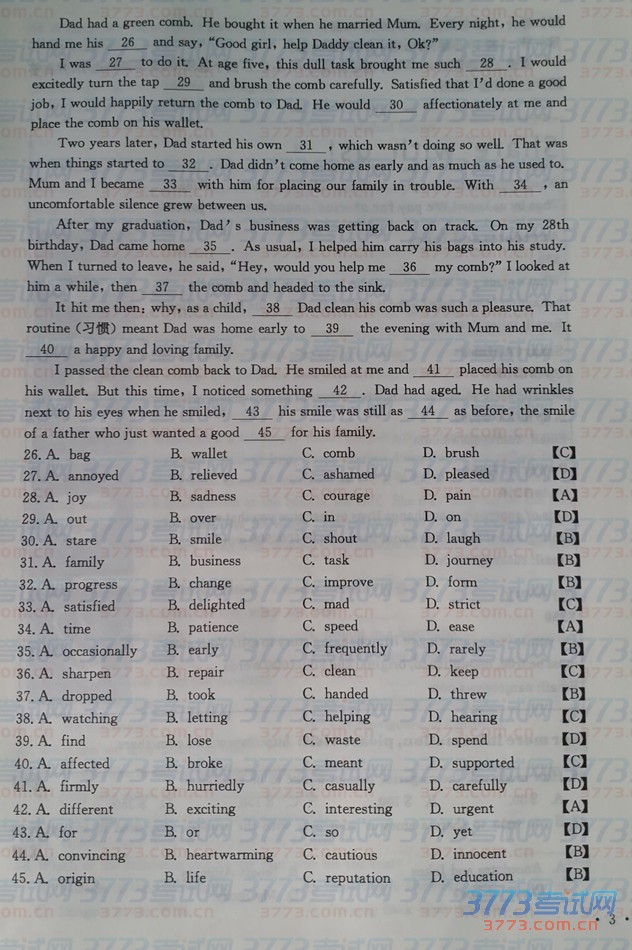 Dad had a green comb. He bought it when he married Mum. Every night, he would
hand me his 26 and say, “Good girl, help Daddy clean it, Ok?”
I was 27 to do it. At age five, this dull task brought me such 28 . I would
excitedly turn the tap 29 and brush the comb carefully. Satisfied that I’d done a good
job, I would happily return the comb to Dad. He would 30 affectionately at me and
place the comb on his wallet.
Two years later, Dad started his own 31 , which wasn’t doing so well. That was
when things started to 32 . Dad didn’t come home as early and as much as he used to.
Mum and I became 33 with him for placing our family in trouble. With 34 , an
uncomfortable silence grew between us.
After my graduation, Dad’s business was getting back on track. On my 28th
birthday, Dad came home 35 . As usual, I helped him carry his bags into his study.
When I turned to leave, he said, “Hey, would you help me 36 my comb?” I looked at
him a while, then 37 the comb and headed to the sink.
It hit me then: why, as a child, 38 Dad clean his comb was such a pleasure. That
routine (习惯) meant Dad was home early to 39 the evening with Mum and me. It
40 a happy and loving family.
I passed the clean comb back to Dad. He smiled at me and 41 placed his comb on
his wallet. But this time, I noticed something 42 . Dad had aged. He had wrinkles
next to his eyes when he smiled, 43 his smile was still as 44 as before, the smile
of a father who just wanted a good 45 for his family.
26. A. bag B. wallet C. comb D. brush 【C】
27. A. annoyed B. relieved C. ashamed D. pleased 【D】
28. A. joy B. sadness C. courage D. pain 【A】
29. A. out B. over C. in D. on 【D】
30. A. stare B. smile C. shout D. laugh 【B】
31. A. family B. business C. task D. journey 【B】
32. A. progress B. change C. improve D. form 【B】
33. A. satisfied B. delighted C. mad D. strict 【C】
34. A. time B. patience C. speed D. ease 【A】
35. A. occasionally B. early C. frequently D. rarely 【B】
36. A. sharpen B. repair C. clean D. keep 【C】
37. A. dropped B. took C. handed D. threw 【B】
38. A. watching B. letting C. helping D. hearing 【C】
39. A. find B. lose C. waste D. spend 【D】
40. A. affected B. broke C. meant D. supported 【C】
41. A. firmly B. hurriedly C. casually D. carefully 【D】
42. A. different B. exciting C. interesting D. urgent 【A】
43. A. for B. or C. so D. yet 【D】
44. A. convincing B. heartwarming C. cautious D. innocent 【B】
45. A. origin B. life C. reputation D. education 【B】
3773考试网
3773.com.cn
· 3 ·